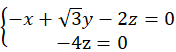 −x + √3y − 2z = 0
−4z = 0